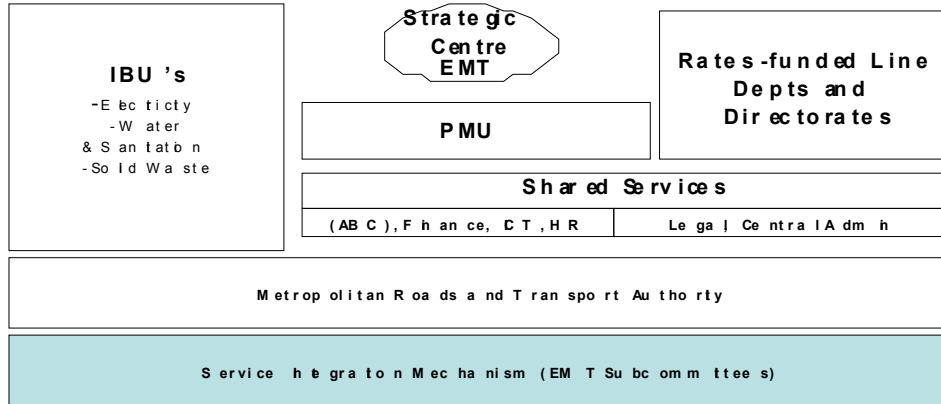 Strategic
Centre
EMT
IBU 's
-Electicty
-Water
& Santation
-Solid Waste
Rates-funded Line
Depts and
Directorates
PMU
Shared Services
(ABC), Finance, ICT, HR
Legal, Central Admin
Metropolitan Roads and Transport Authority
Service Integration Mechanism (EMT Subcommittees)